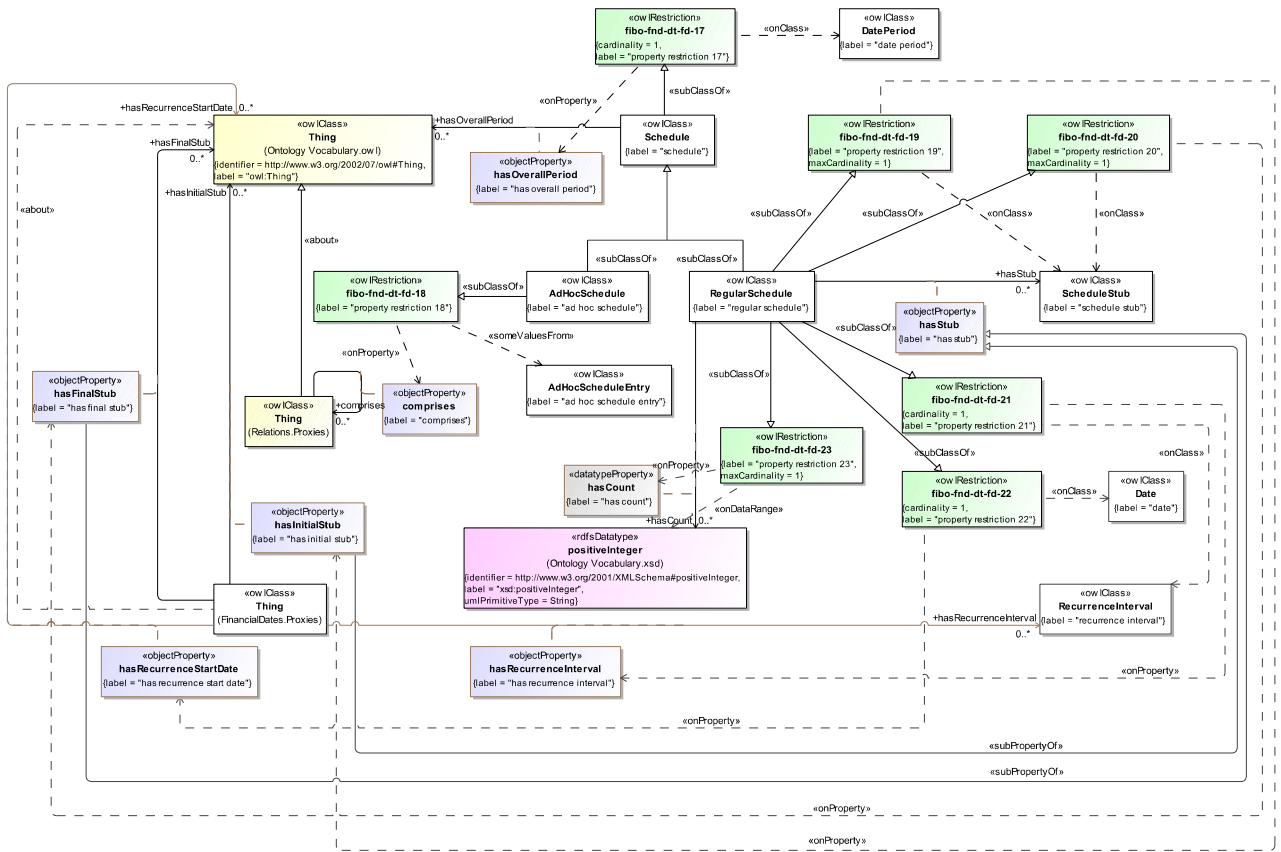 «owlRestriction»
fibo-fnd-dt-fd-17
{cardinality = 1,
label = "property restriction 17"}
«onClass»
«owlClass»
DatePeriod
{label = "date period"}
«onProperty»
«subClassOf»
+hasRecurrenceStartDate
0..*
+hasOverallPeriod
0..*
«owlClass»
Thing
(Ontology Vocabulary.owl)
{identifier = http://www.w3.org/2002/07/owl#Thing,
label = "owl:Thing"}
+hasFinalStub
0..*
+hasInitialStub
0..*
«owlClass»
Schedule
{label = "schedule"}
«objectProperty»
hasOverallPeriod
{label = "has overall period"}
«owlRestriction»
fibo-fnd-dt-fd-19
{label = "property restriction 19",
maxCardinality = 1}
«owlRestriction»
fibo-fnd-dt-fd-20
{label = "property restriction 20",
maxCardinality = 1}
«about»
«about»
«subClassOf»
«subClassOf»
«onClass»
«onClass»
«subClassOf»
«subClassOf»
«owlRestriction»
fibo-fnd-dt-fd-18
{label = "property restriction 18"}
«subClassOf»
«owlClass»
AdHocSchedule
{label = "ad hoc schedule"}
«owlClass»
RegularSchedule
{label = "regular schedule"}
+hasStub
0..*
«owlClass»
ScheduleStub
{label = "schedule stub"}
«objectProperty»
hasStub
{label = "has stub"}
«subClassOf»
«someValuesFrom»
«onProperty»
«owlClass»
AdHocScheduleEntry
{label = "ad hoc schedule entry"}
«subClassOf»
«objectProperty»
hasFinalStub
{label = "has final stub"}
«owlClass»
Thing
(Relations.Proxies)
+comprises
0..*
«objectProperty»
comprises
{label = "comprises"}
«owlRestriction»
fibo-fnd-dt-fd-21
{cardinality = 1,
label = "property restriction 21"}
«owlRestriction»
fibo-fnd-dt-fd-23
{label = "property restriction 23",
maxCardinality = 1}
«subClassOf»
«onClass»
«onProperty»
«datatypeProperty»
hasCount
{label = "has count"}
«owlRestriction»
fibo-fnd-dt-fd-22
{cardinality = 1,
label = "property restriction 22"}
«onClass»
«owlClass»
Date
{label = "date"}
«onDataRange»
+hasCount
0..*
«objectProperty»
hasInitialStub
{label = "has initial stub"}
«rdfsDatatype»
positiveInteger
(Ontology Vocabulary.xsd)
{identifier = http://www.w3.org/2001/XMLSchema#positiveInteger,
label = "xsd:positiveInteger",
umlPrimitiveType = String}
«owlClass»
Thing
(FinancialDates.Proxies)
«owlClass»
RecurrenceInterval
{label = "recurrence interval"}
+hasRecurrenceInterval
0..*
«objectProperty»
hasRecurrenceStartDate
{label = "has recurrence start date"}
«objectProperty»
hasRecurrenceInterval
{label = "has recurrence interval"}
«onProperty»
«onProperty»
«subPropertyOf»
«subPropertyOf»
«onProperty»
«onProperty»